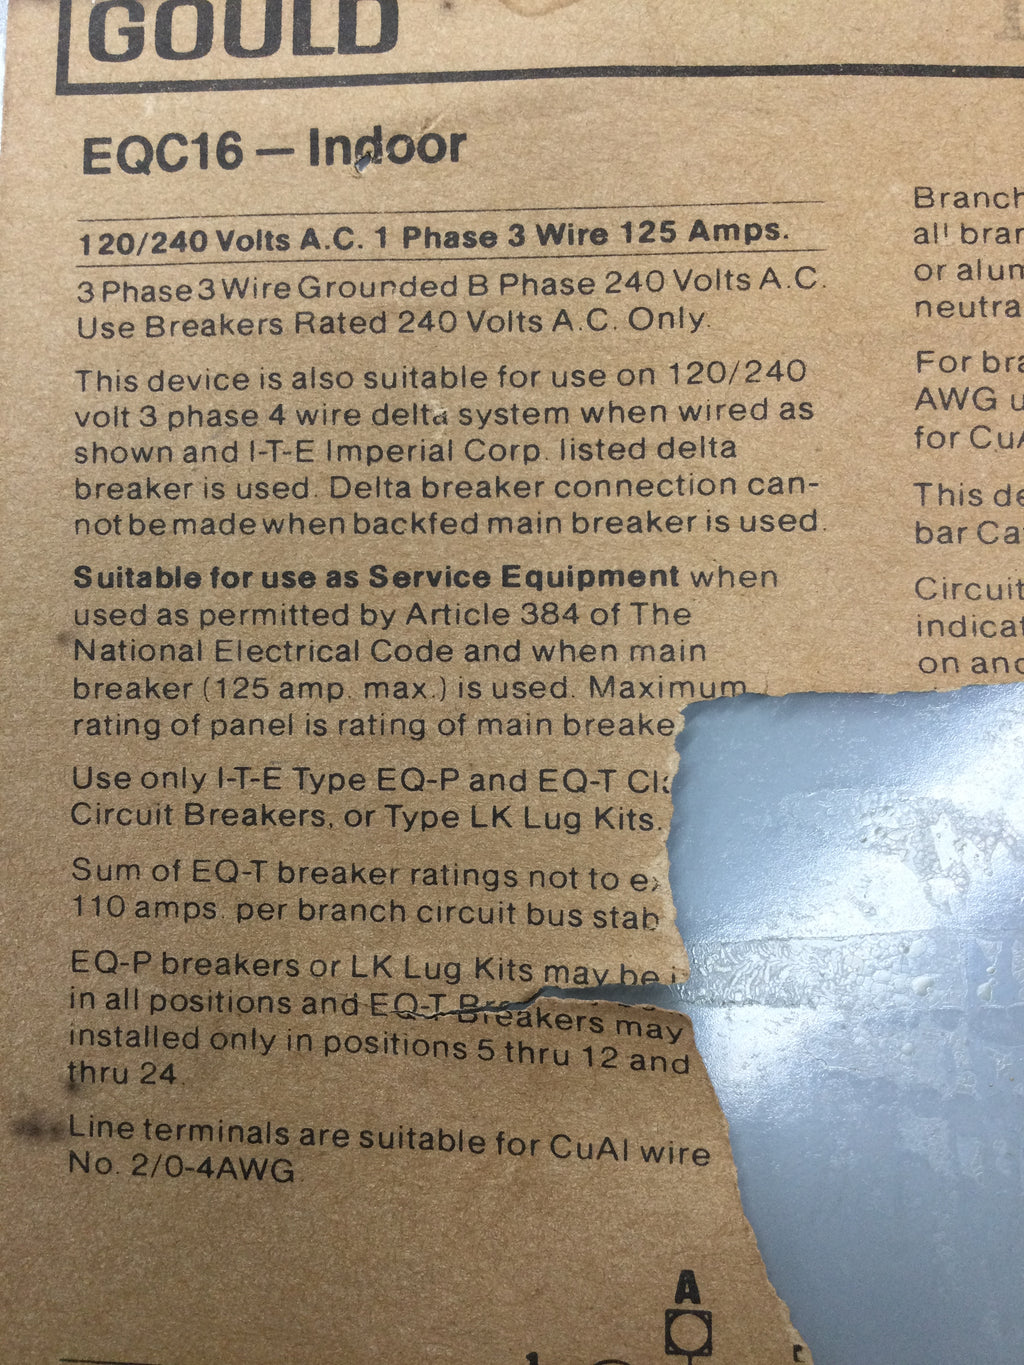 GOULD
EQC16 — Indoor
120/240 Volts A.C. 1 Phase 3 Wire 125 Amps.
3 Phase 3 Wire Grounded B Phase 240 Volts A.C.
Use Breakers Rated 240 Volts A.C. Only.
This device is also suitable for use on 120/240
volt 3 phase 4 wire delta system when wired as
shown and I-T-E Imperial Corp. listed delta
breaker is used. Delta breaker connection can-
not be made when backfed main breaker is used.
Suitable for use as Service Equipment when
used as permitted by Article 384 of The
National Electrical Code and when main
breaker (125 amp. max.) is used. Maximum
rating of panel is rating of main breake
Use only I-T-E Type EQ-P and EQ-T
Circuit Breakers, or Type LK Lug Kits.
Sum of EQ-T breaker ratings not to
110 amps. per branch circuit bus stab
EQ-P breakers or LK Lug Kits may be
in all positions and EQ-T Breakers may
installed only in positions 5 thru 12 and
thru 24.
Line terminals are suitable for CuAl wire
No. 2/0-4AWG
A
Branch
all bran
or alum
neutra
For bra
AWG u
for CuA
This de
bar Ca
Circuit
indicat
on and